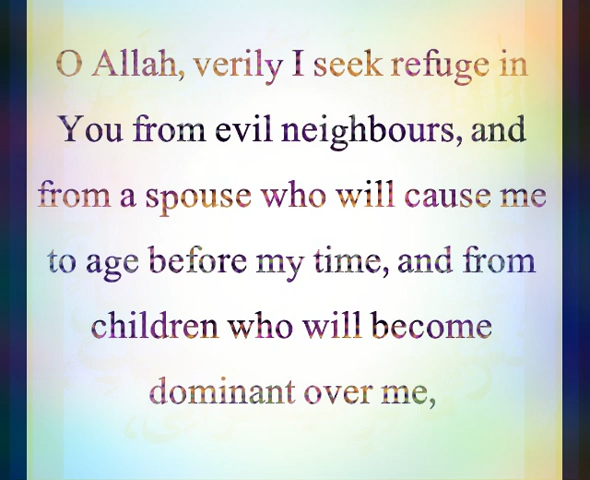 O Allah, verily I seek refuge in
You from evil neighbours, and
from a spouse who will cause me
to age before my time, and from
children who will become
dominant over me,